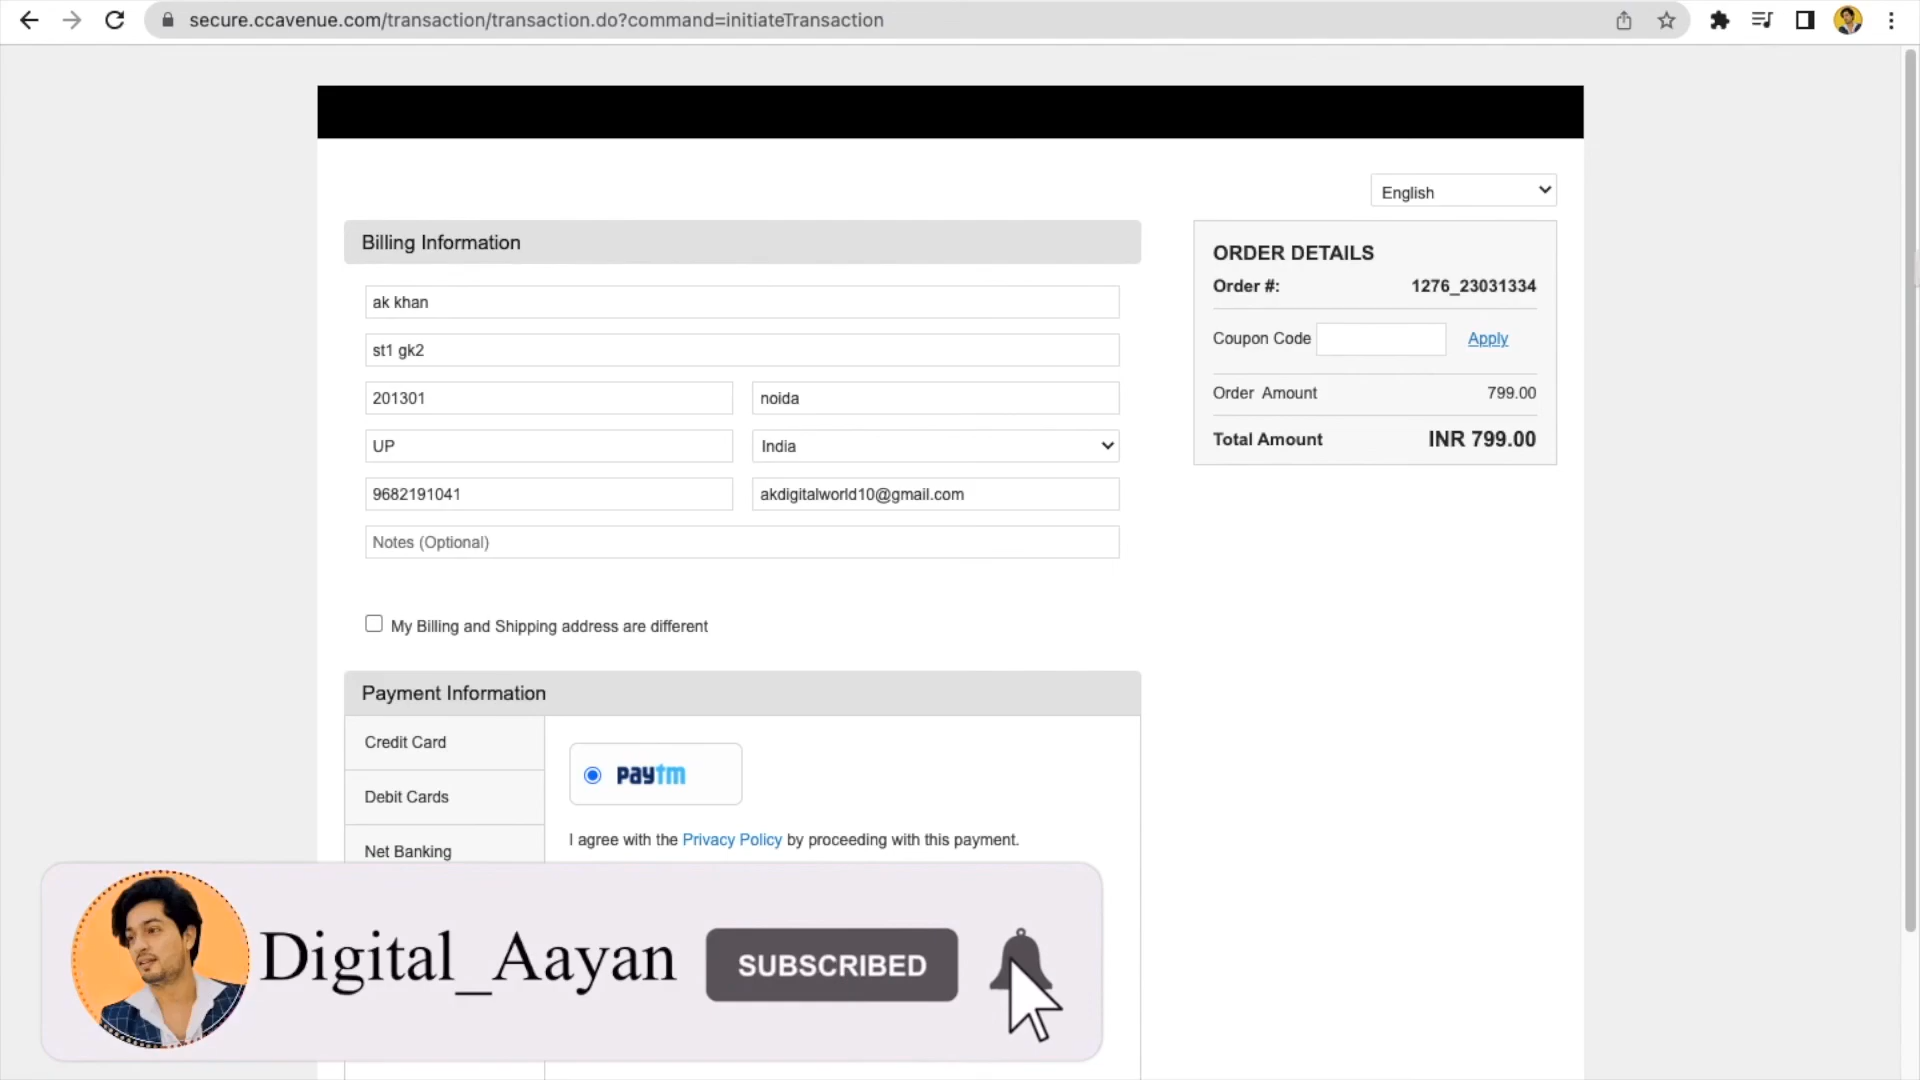 secure.ccavenue.com/transaction/transaction.do?command=initiateTransaction
English
Billing Information
ak khan
st1 gk2
201301
noida
UP
India
9682191041
akdigitalworld10@gmail.com
Notes (Optional)
My Billing and Shipping address are different
ORDER DETAILS
Order #: 1276_23031334
Coupon Code Apply
Order Amount 799.00
Total Amount INR 799.00
Payment Information
Credit Card
Debit Cards
Net Banking
paytm
I agree with the Privacy Policy by proceeding with this payment.
Digital_Aayan
SUBSCRIBED